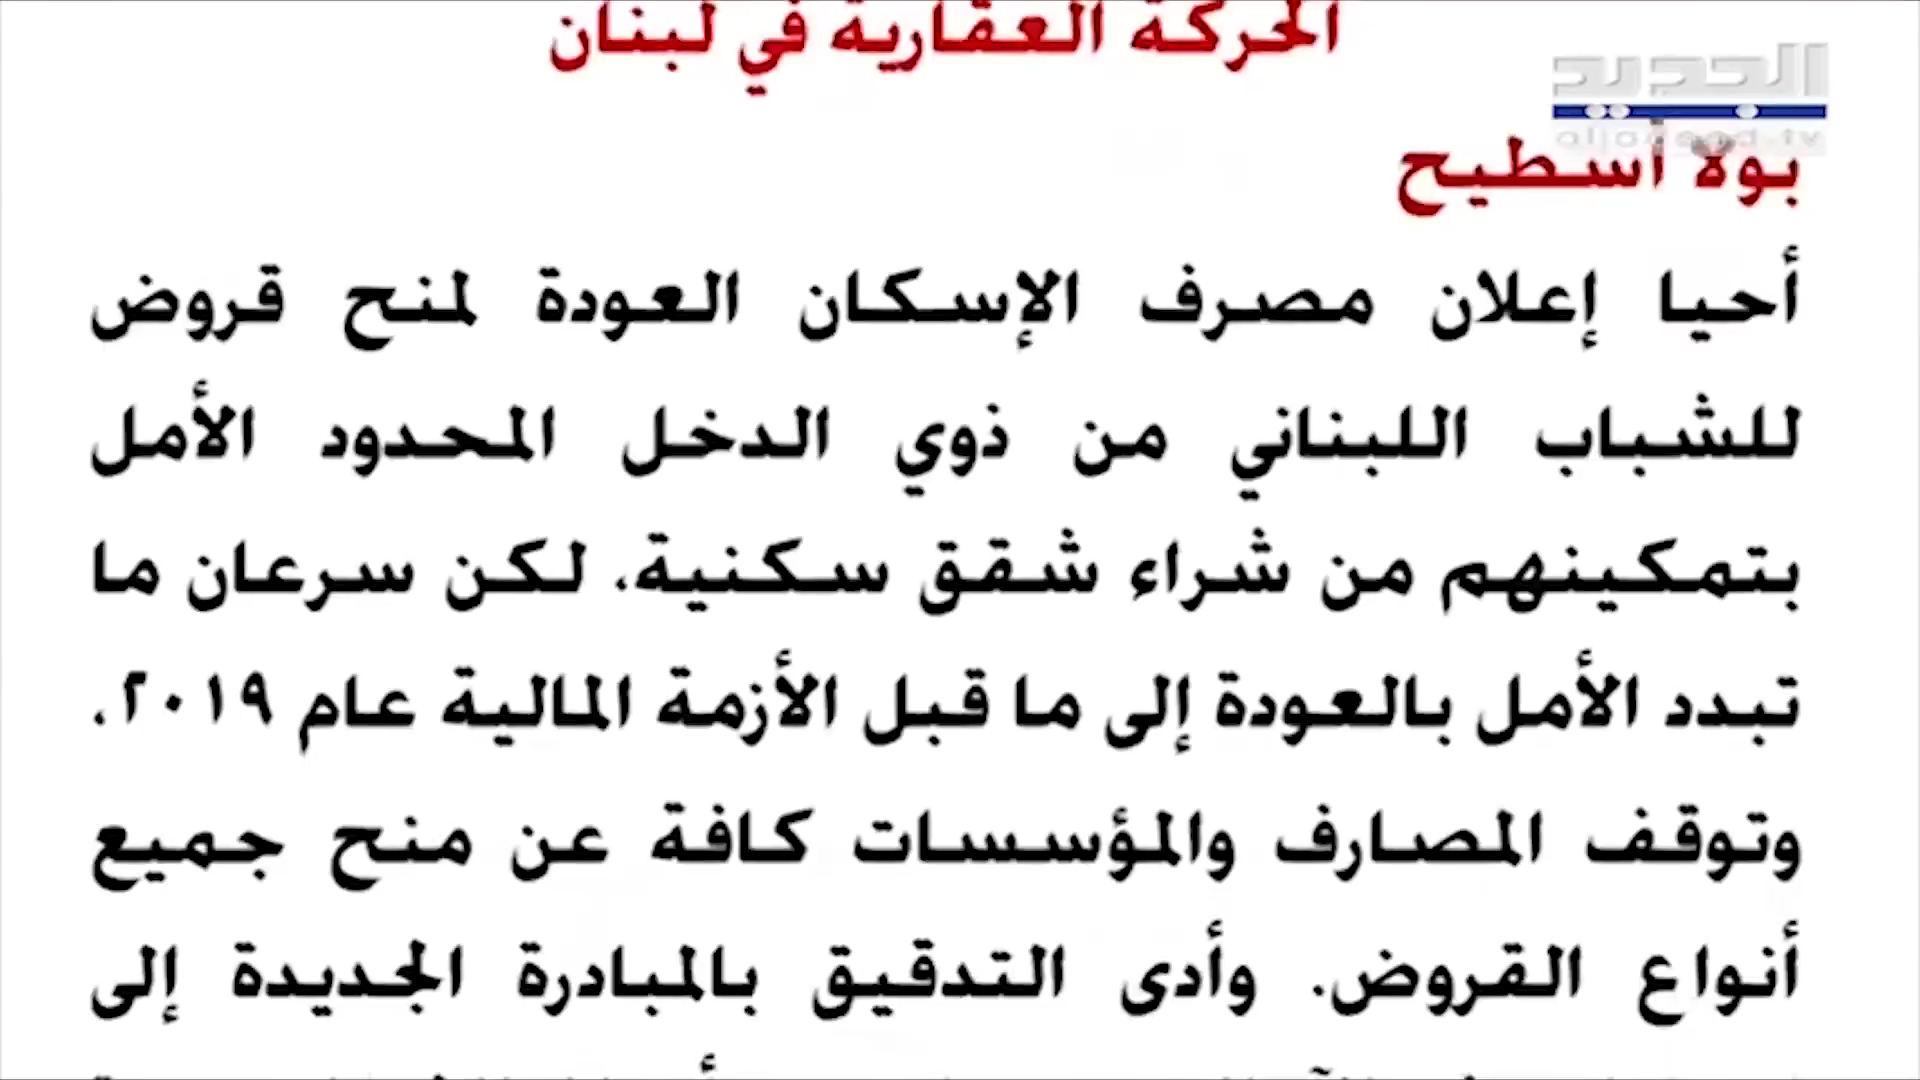 الحركة العقارية في لبنان
الجديد
aljadeed.tv
بولا أسطيح
أحيا إعلان مصرف الإسكان العودة لمنح قروض
للشباب اللبناني من ذوي الدخل المحدود الأمل
بتمكينهم من شراء شقق سكنية، لكن سرعان ما
تبدد الأمل بالعودة إلى ما قبل الأزمة المالية عام ٢٠١٩،
وتوقف المصارف والمؤسسات كافة عن منح جميع
أنواع القروض. وأدى التدقيق بالمبادرة الجديدة إلى